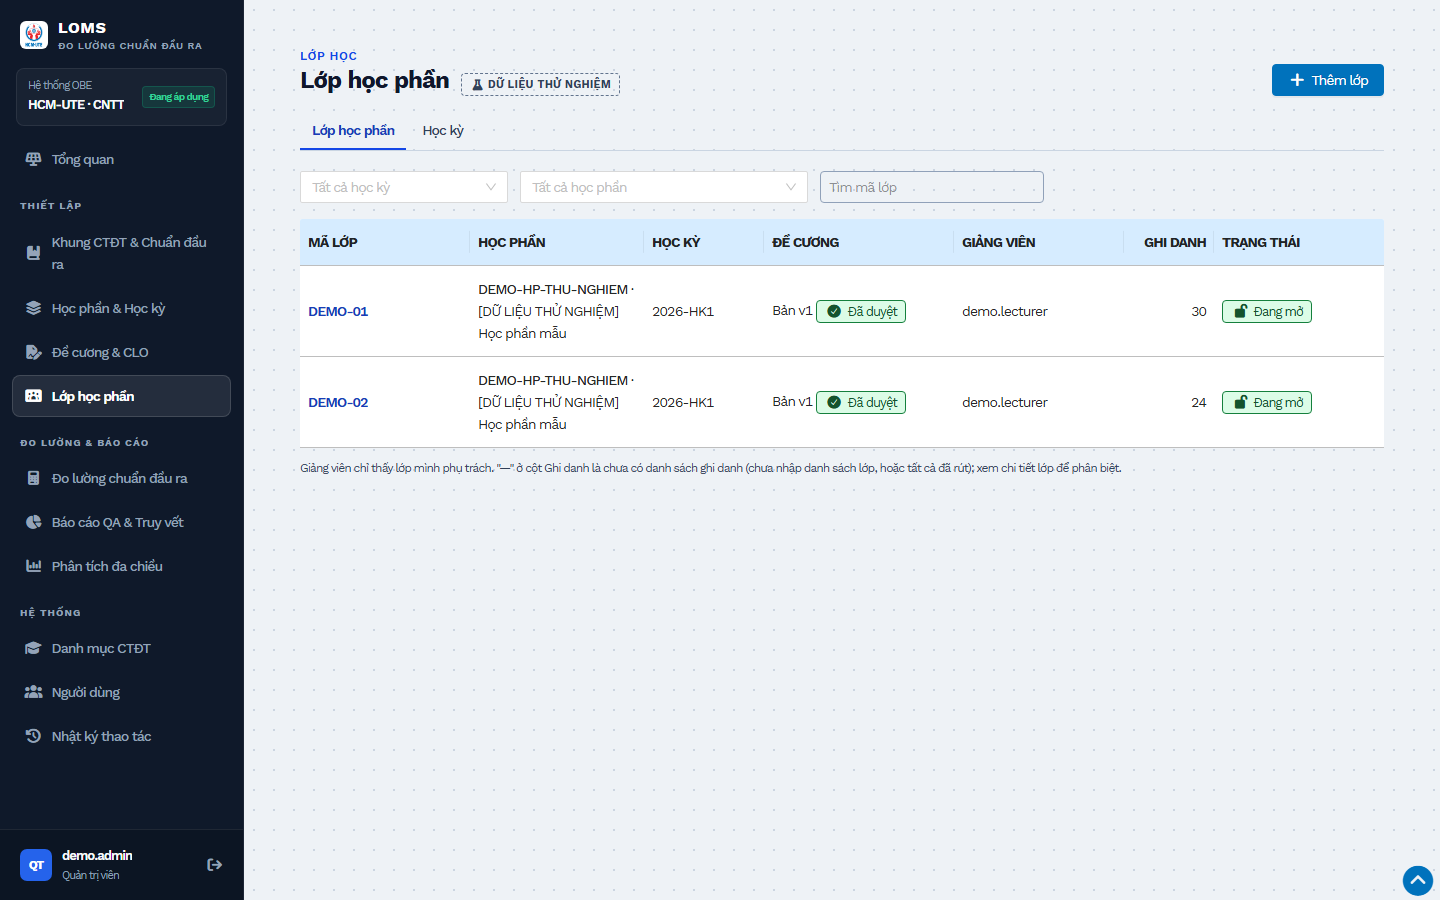 LOMS
ĐO LƯỜNG CHUẨN ĐẦU RA
HCM-UTE
Hệ thống OBE
HCM-UTE · CNTT
Đang áp dụng
Tổng quan
THIẾT LẬP
Khung CTĐT & Chuẩn đầu
ra
Học phần & Học kỳ
Đề cương & CLO
Lớp học phần
ĐO LƯỜNG & BÁO CÁO
Đo lường chuẩn đầu ra
Báo cáo QA & Truy vết
Phân tích đa chiều
HỆ THỐNG
Danh mục CTĐT
Người dùng
Nhật ký thao tác
QT
demo.admin
Quản trị viên
LỚP HỌC
Lớp học phần
DỮ LIỆU THỬ NGHIỆM
Thêm lớp
Lớp học phần
Học kỳ
Tất cả học kỳ
Tất cả học phần
Tìm mã lớp
MÃ LỚP
HỌC PHẦN
HỌC KỲ
ĐỀ CƯƠNG
GIẢNG VIÊN
GHI DANH
TRẠNG THÁI
DEMO-01
DEMO-HP-THU-NGHIEM ·
[DỮ LIỆU THỬ NGHIỆM]
Học phần mẫu
2026-HK1
Bản v1
Đã duyệt
demo.lecturer
30
Đang mở
DEMO-02
DEMO-HP-THU-NGHIEM ·
[DỮ LIỆU THỬ NGHIỆM]
Học phần mẫu
2026-HK1
Bản v1
Đã duyệt
demo.lecturer
24
Đang mở
Giảng viên chỉ thấy lớp mình phụ trách. "—" ở cột Ghi danh là chưa có danh sách ghi danh (chưa nhập danh sách lớp, hoặc tất cả đã rút); xem chi tiết lớp để phân biệt.